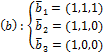 (b): { b̄₁ = (1,1,1)
b̄₂ = (1,1,0)
b̄₃ = (1,0,0)